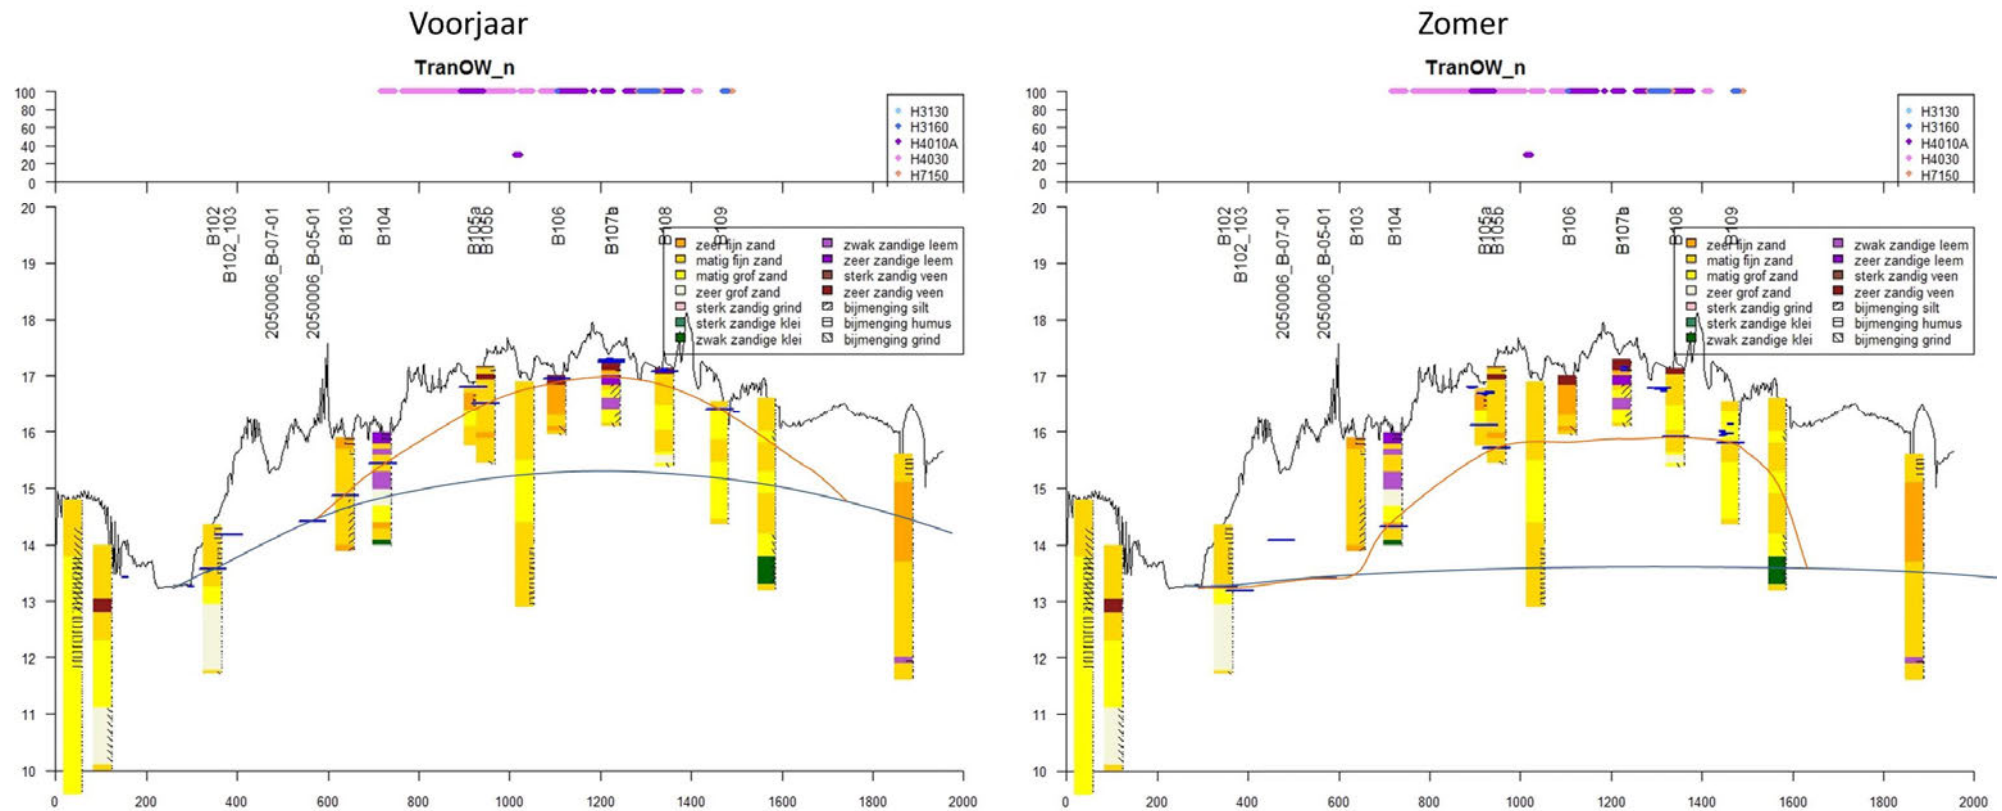 Voorjaar
TranOW_n
100
80
60
40
20
0
H3130
H3160
H4010A
H4030
H7150
20
19
18
17
16
15
14
13
12
11
10
B102
B102_103
2050006_B-07-01
2050006_B-05-01
B103
B104
B105a
B105b
B106
B107a
B108
B109
zeer fijn zand
matig fijn zand
matig grof zand
zeer grof zand
sterk zandig grind
sterk zandige klei
zwak zandige klei
zwak zandige leem
zeer zandige leem
sterk zandig veen
zeer zandig veen
bijmenging silt
bijmenging humus
bijmenging grind
0 200 400 600 800 1000 1200 1400 1600 1800 2000
Zomer
TranOW_n
100
80
60
40
20
0
H3130
H3160
H4010A
H4030
H7150
20
19
18
17
16
15
14
13
12
11
10
B102
B102_103
2050006_B-07-01
2050006_B-05-01
B103
B104
B105a
B105b
B106
B107a
B108
B109
zeer fijn zand
matig fijn zand
matig grof zand
zeer grof zand
sterk zandig grind
sterk zandige klei
zwak zandige klei
zwak zandige leem
zeer zandige leem
sterk zandig veen
zeer zandig veen
bijmenging silt
bijmenging humus
bijmenging grind
0 200 400 600 800 1000 1200 1400 1600 1800 2000